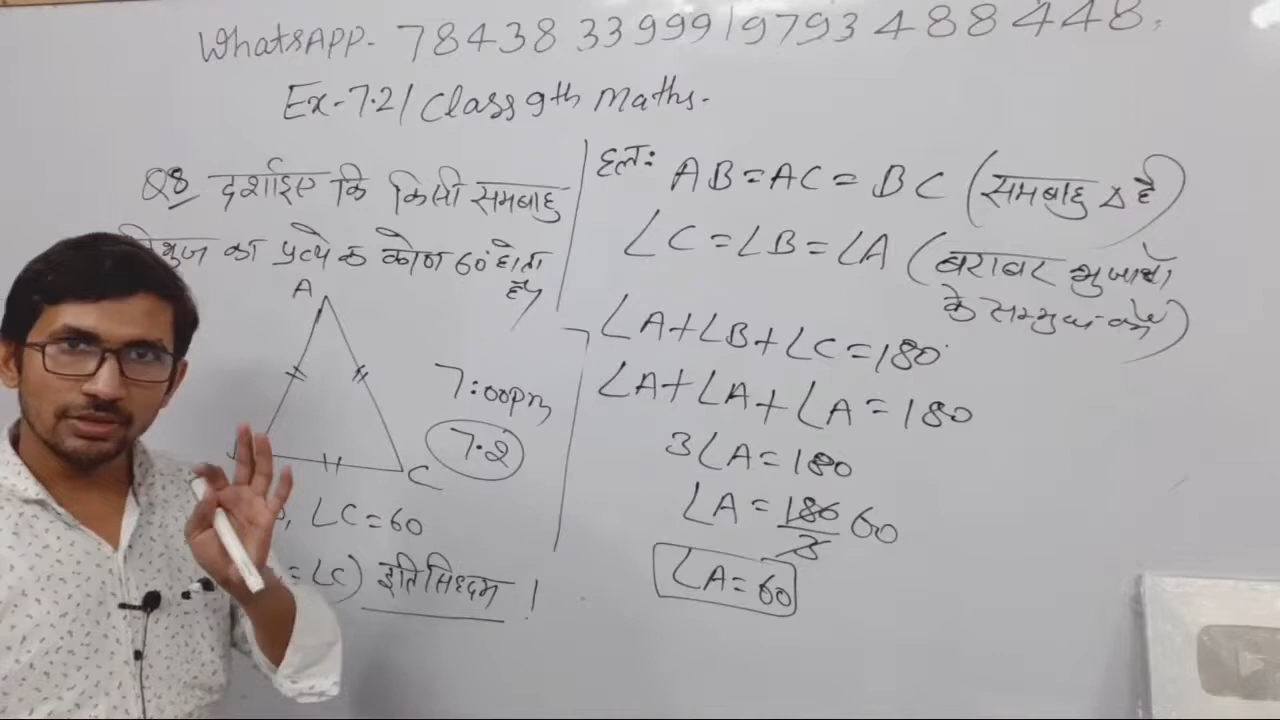 WhatsAPP- 7843833999 | 9793488448,
Ex-7.2/ Class 9th Maths.
Q8 दर्शाइए कि किसी समबाहु
का प्रत्येक कोण 60° होता
है।
A
C
7:00pm
7.2
∠C=60
=∠C) इतिसिध्दम !
हल: AB=AC=BC (समबाहु Δ है)
∠C=∠B=∠A (बराबर भुजाओं
के सम्मुख कोण)
∠A+∠B+∠C=180°
∠A+∠A+∠A=180
3∠A=180
∠A=180/3 60
∠A=60